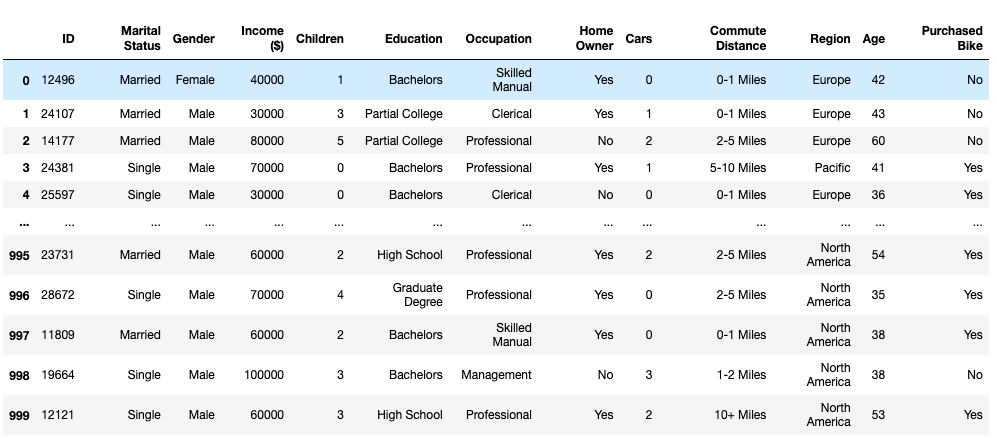 ID Marital Status Gender Income ($) Children Education Occupation Home Owner Cars Commute Distance Region Age Purchased Bike
0 12496 Married Female 40000 1 Bachelors Skilled Manual Yes 0 0-1 Miles Europe 42 No
1 24107 Married Male 30000 3 Partial College Clerical Yes 1 0-1 Miles Europe 43 No
2 14177 Married Male 80000 5 Partial College Professional No 2 2-5 Miles Europe 60 No
3 24381 Single Male 70000 0 Bachelors Professional Yes 1 5-10 Miles Pacific 41 Yes
4 25597 Single Male 30000 0 Bachelors Clerical No 0 0-1 Miles Europe 36 Yes
... ... ... ... ... ... ... ... ... ... ... ... ... ...
995 23731 Married Male 60000 2 High School Professional Yes 2 2-5 Miles North America 54 Yes
996 28672 Single Male 70000 4 Graduate Degree Professional Yes 0 2-5 Miles North America 35 Yes
997 11809 Married Male 60000 2 Bachelors Skilled Manual Yes 0 0-1 Miles North America 38 Yes
998 19664 Single Male 100000 3 Bachelors Management No 3 1-2 Miles North America 38 No
999 12121 Single Male 60000 3 High School Professional Yes 2 10+ Miles North America 53 Yes